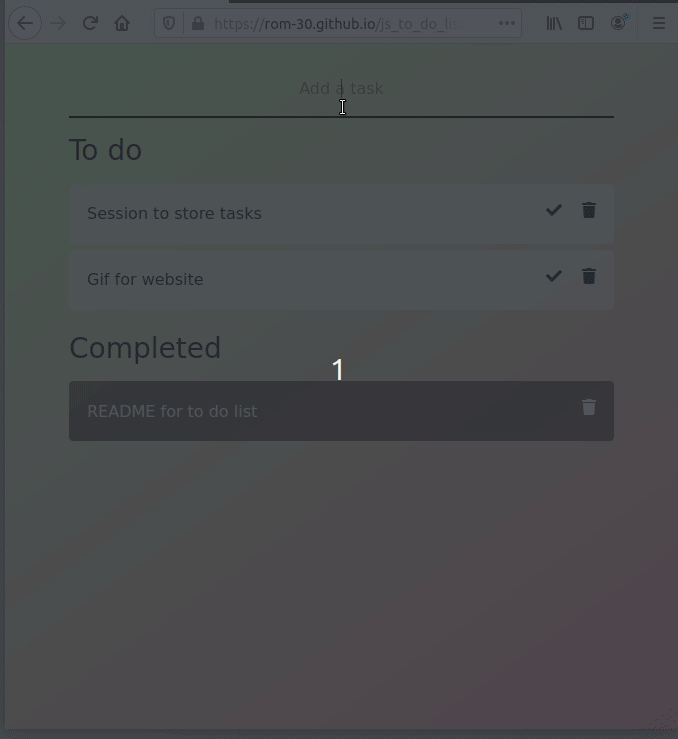 https://rom-30.github.io/js_to_do_lis
Add a task
To do
Session to store tasks
Gif for website
Completed
1
README for to do list